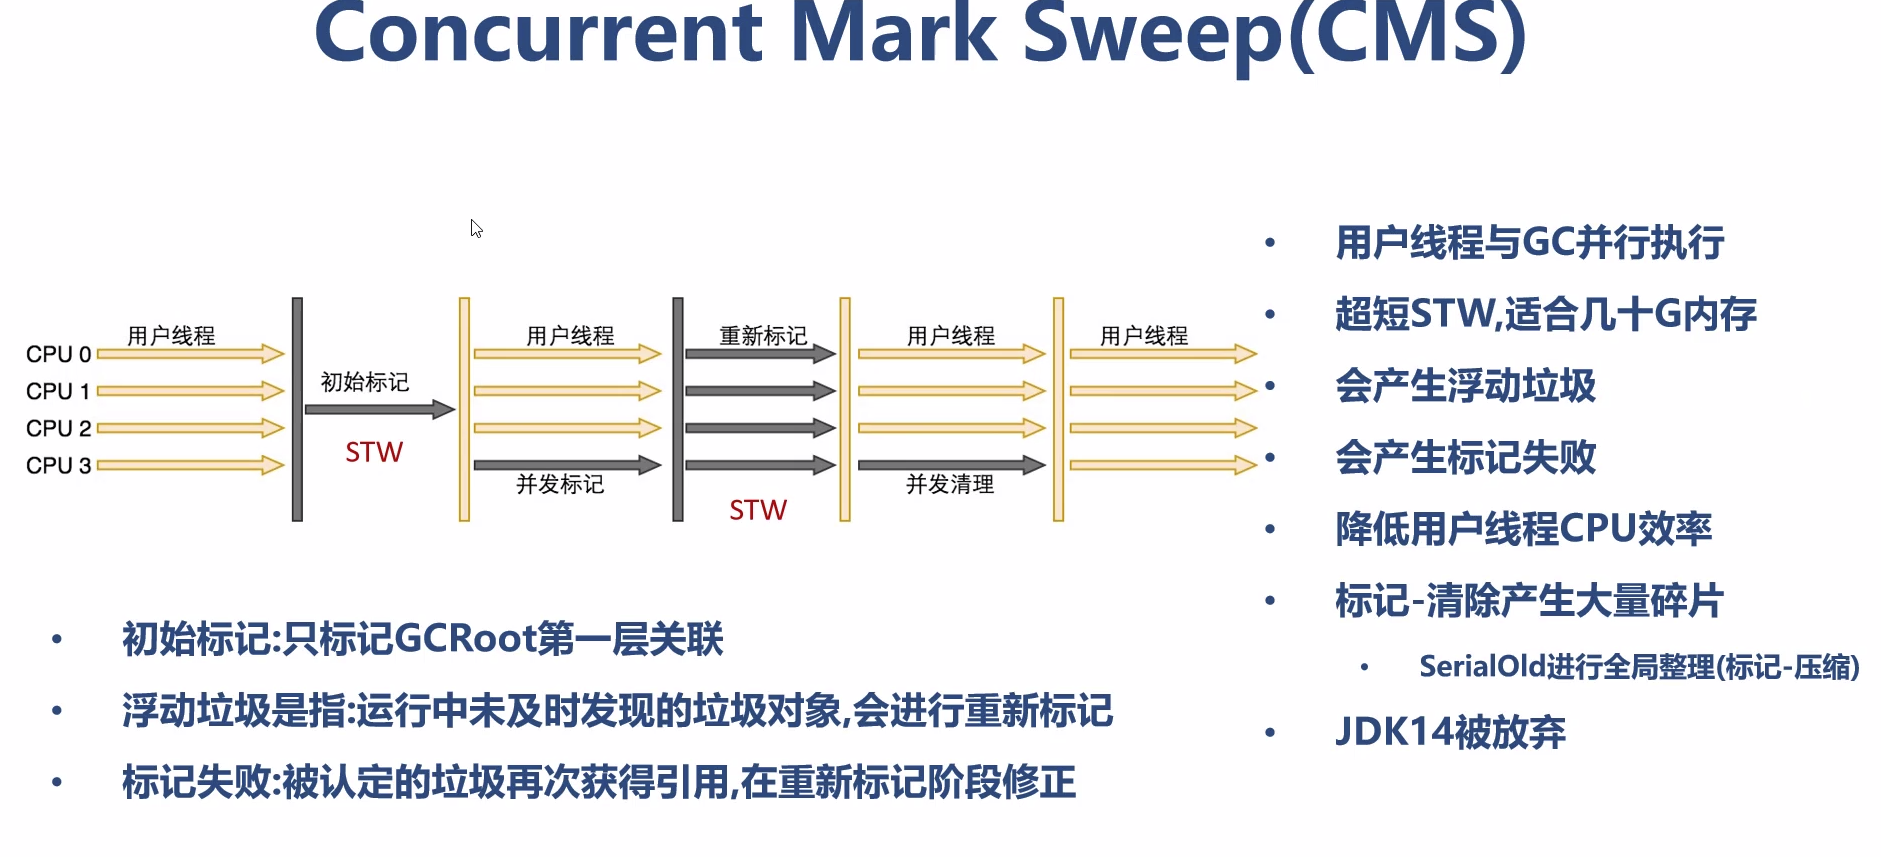 Concurrent Mark Sweep(CMS)
用户线程
初始标记
STW
用户线程
并发标记
重新标记
STW
用户线程
并发清理
用户线程
CPU 0
CPU 1
CPU 2
CPU 3
初始标记:只标记GCRoot第一层关联
浮动垃圾是指:运行中未及时发现的垃圾对象,会进行重新标记
标记失败:被认定的垃圾再次获得引用,在重新标记阶段修正
用户线程与GC并行执行
超短STW,适合几十G内存
会产生浮动垃圾
会产生标记失败
降低用户线程CPU效率
标记-清除产生大量碎片
SerialOld进行全局整理(标记-压缩)
JDK14被放弃